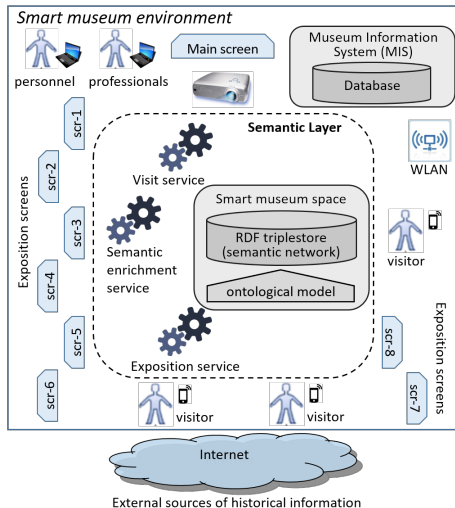 Smart museum environment
personnel
professionals
Main screen
Museum Information
System (MIS)
Database
scr-1
scr-2
scr-3
scr-4
scr-5
scr-6
Exposition screens
Semantic Layer
Visit service
Semantic
enrichment
service
Exposition service
Smart museum space
RDF triplestore
(semantic network)
ontological model
WLAN
visitor
scr-8
scr-7
Exposition
screens
visitor
visitor
Internet
External sources of historical information